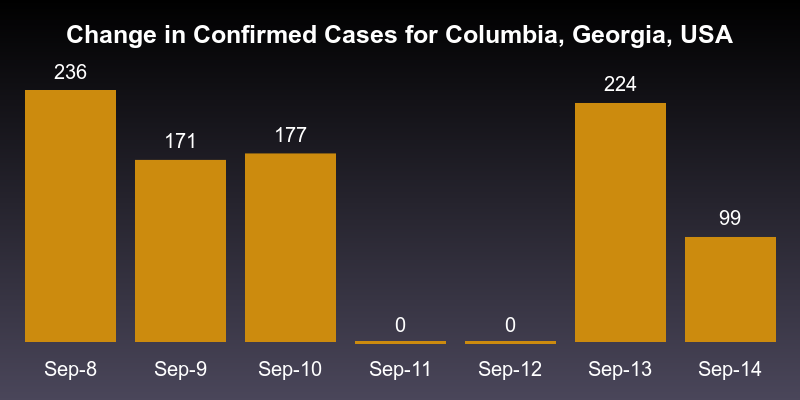 Change in Confirmed Cases for Columbia, Georgia, USA
236
171
177
0
0
224
99
Sep-8
Sep-9
Sep-10
Sep-11
Sep-12
Sep-13
Sep-14